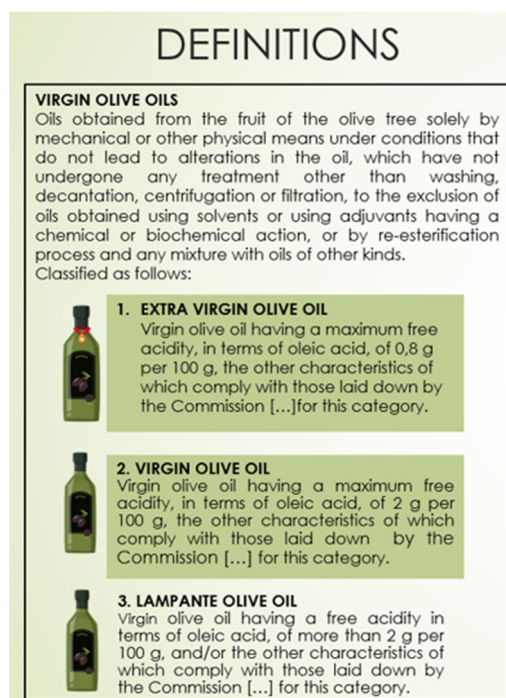 DEFINITIONS
VIRGIN OLIVE OILS
Oils obtained from the fruit of the olive tree solely by
mechanical or other physical means under conditions that
do not lead to alterations in the oil, which have not
undergone any treatment other than washing,
decantation, centrifugation or filtration, to the exclusion of
oils obtained using solvents or using adjuvants having a
chemical or biochemical action, or by re-esterification
process and any mixture with oils of other kinds.
Classified as follows:
1. EXTRA VIRGIN OLIVE OIL
Virgin olive oil having a maximum free
acidity, in terms of oleic acid, of 0,8 g
per 100 g, the other characteristics of
which comply with those laid down by
the Commission [...]for this category.
2. VIRGIN OLIVE OIL
Virgin olive oil having a maximum free
acidity, in terms of oleic acid, of 2 g per
100 g, the other characteristics of which
comply with those laid down by the
Commission [...] for this category.
3. LAMPANTE OLIVE OIL
Virgin olive oil having a free acidity in
terms of oleic acid, of more than 2 g per
100 g, and/or the other characteristics of
which comply with those laid down by
the Commission [...] for this category.